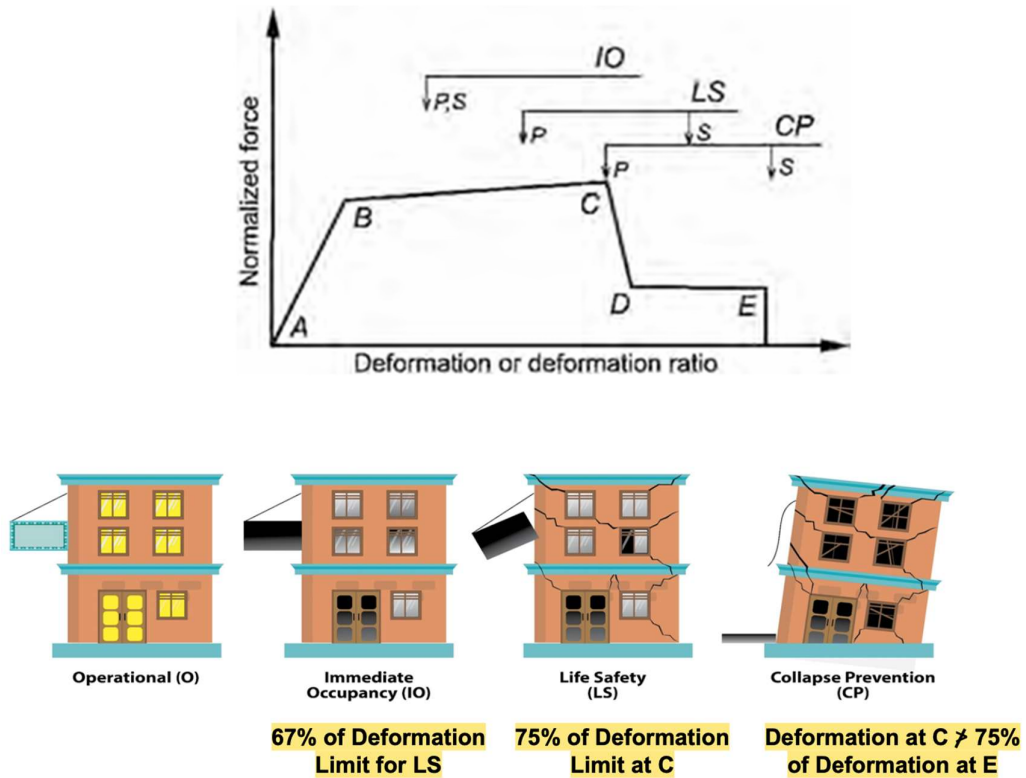 Normalized force
IO
P,S
LS
P
S
CP
P
S
B
C
A
D
E
Deformation or deformation ratio
Operational (O)
Immediate
Occupancy (IO)
Life Safety
(LS)
Collapse Prevention
(CP)
67% of Deformation
Limit for LS
75% of Deformation
Limit at C
Deformation at C ≯ 75%
of Deformation at E